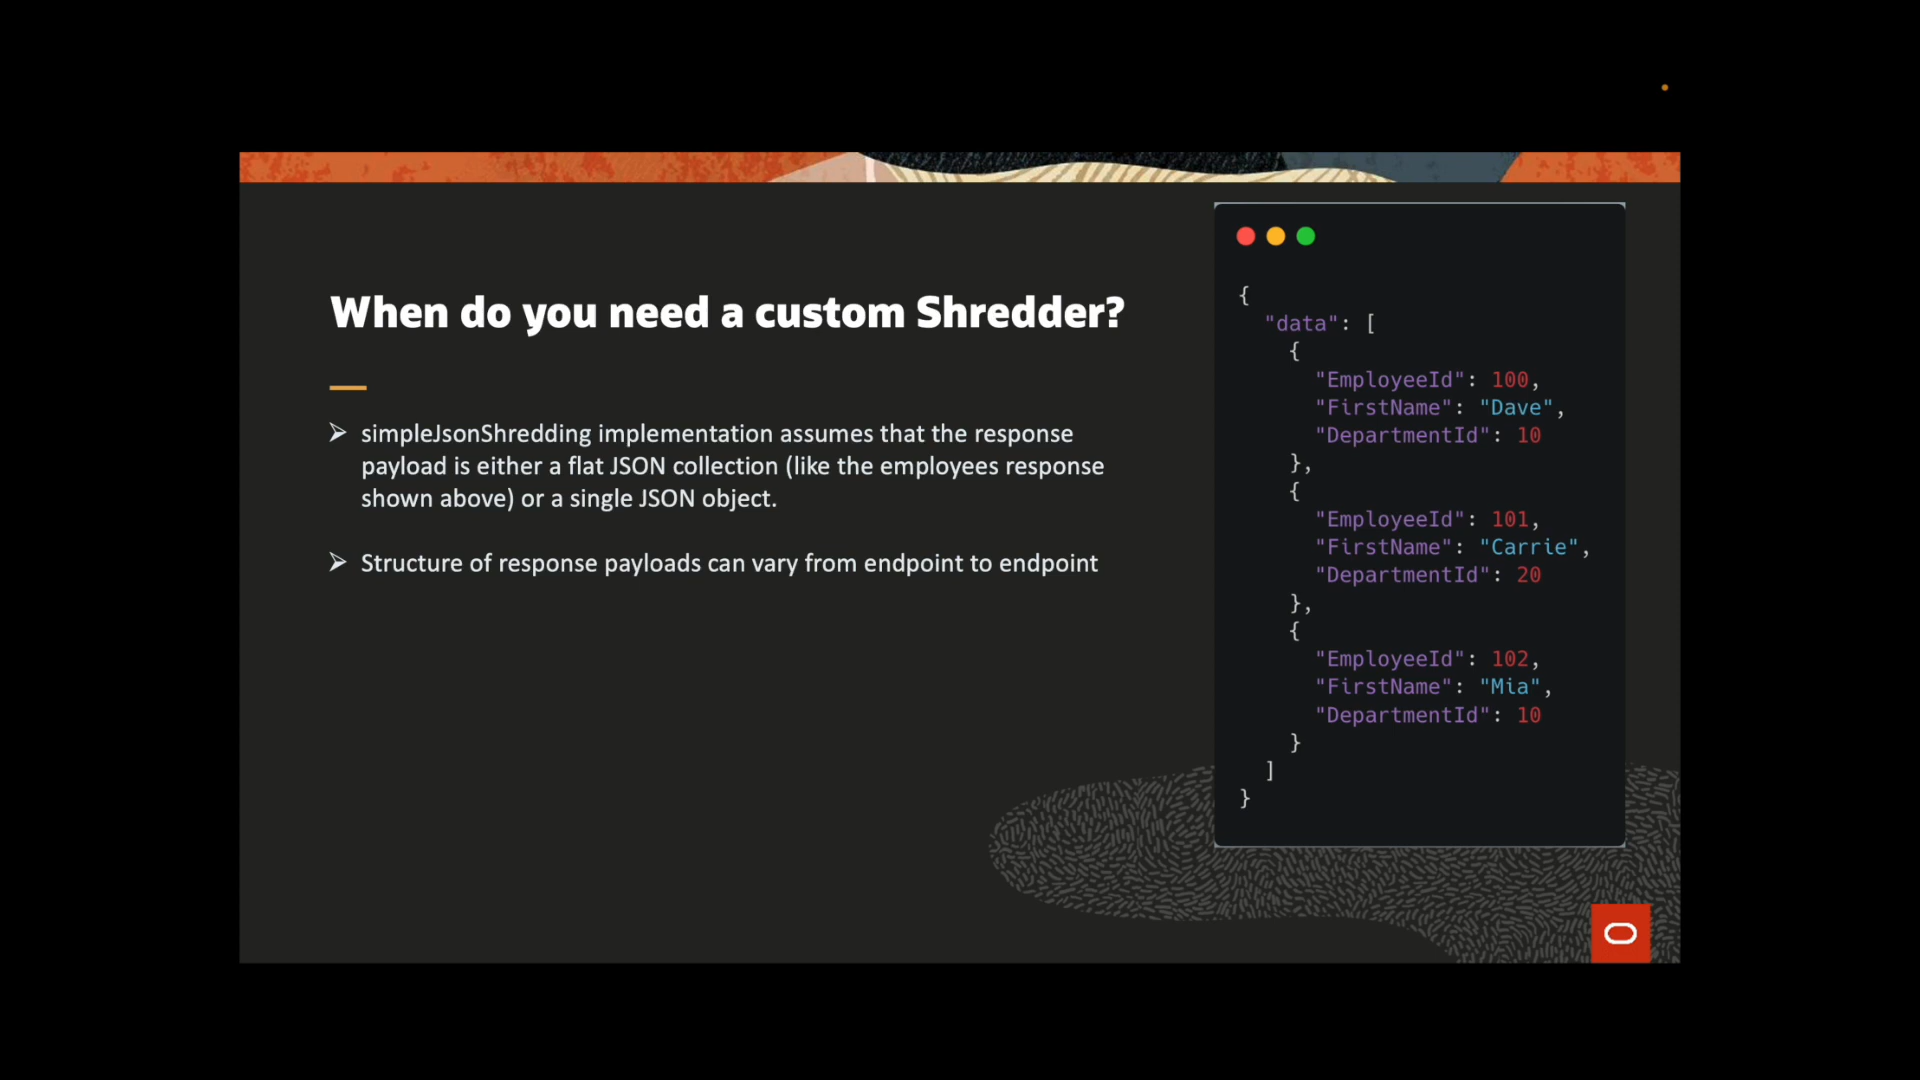 When do you need a custom Shredder?
➢ simpleJsonShredding implementation assumes that the response
payload is either a flat JSON collection (like the employees response
shown above) or a single JSON object.
➢ Structure of response payloads can vary from endpoint to endpoint
{
  "data": [
    {
      "EmployeeId": 100,
      "FirstName": "Dave",
      "DepartmentId": 10
    },
    {
      "EmployeeId": 101,
      "FirstName": "Carrie",
      "DepartmentId": 20
    },
    {
      "EmployeeId": 102,
      "FirstName": "Mia",
      "DepartmentId": 10
    }
  ]
}